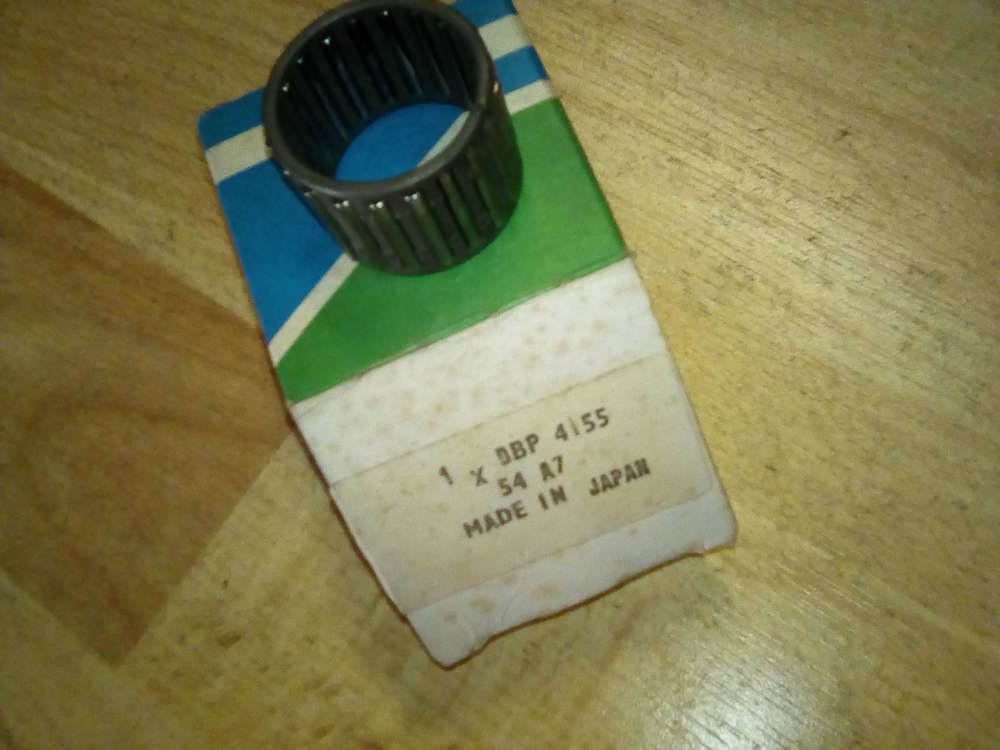 1 x DBP 4155
54 A7
MADE IN JAPAN